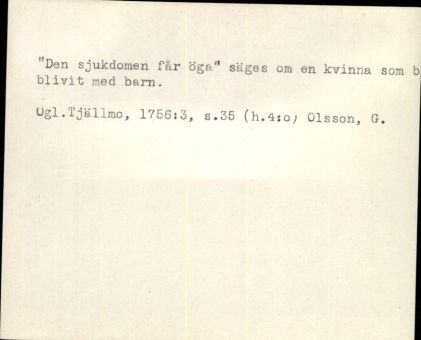 "Den sjukdomen får öga" säges om en kvinna som b
blivit med barn.
Ögl.Tjällmo, 1756:3, s.35 (h.4:o) Olsson, G.